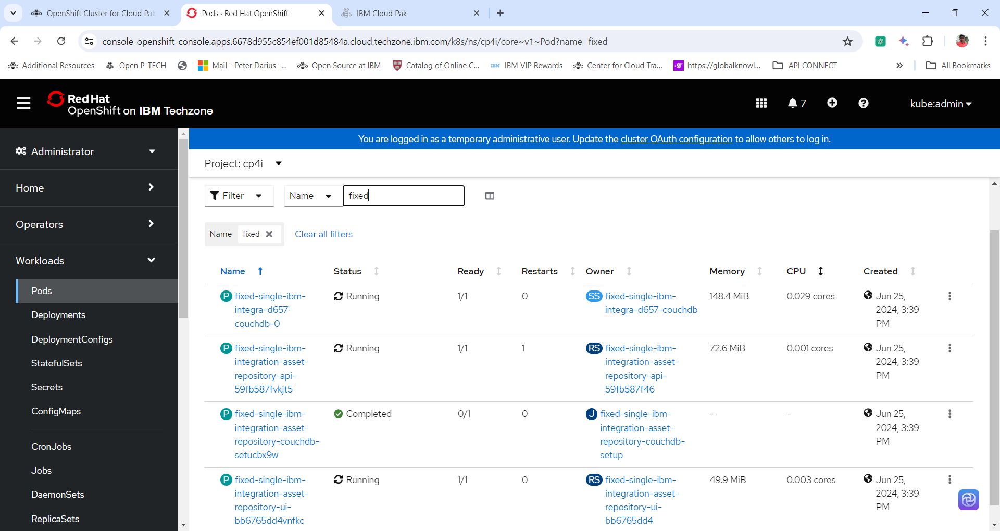 OpenShift Cluster for Cloud Pak
Pods · Red Hat OpenShift
IBM Cloud Pak
console-openshift-console.apps.6678d955c854ef001d85484a.cloud.techzone.ibm.com/k8s/ns/cp4i/core~v1~Pod?name=fixed
Additional Resources
Open P-TECH
Mail - Peter Darius -...
Open Source at IBM
Catalog of Online C...
IBM
IBM VIP Rewards
Center for Cloud Tra...
.g
https://globalknowl...
API CONNECT
All Bookmarks
Red Hat
OpenShift on IBM Techzone
7
kube:admin
You are logged in as a temporary administrative user. Update the cluster OAuth configuration to allow others to log in.
Administrator
Home
Operators
Workloads
Pods
Deployments
DeploymentConfigs
StatefulSets
Secrets
ConfigMaps
CronJobs
Jobs
DaemonSets
ReplicaSets
Project: cp4i
Filter
Name
fixed
Name fixed
Clear all filters
Name Status Ready Restarts Owner Memory CPU Created
P fixed-single-ibm- Running 1/1 0 SS fixed-single-ibm- 148.4 MiB 0.029 cores Jun 25,
integra-d657- integra-d657-couchdb 2024, 3:39
couchdb-0 PM
P fixed-single-ibm- Running 1/1 1 RS fixed-single-ibm- 72.6 MiB 0.001 cores Jun 25,
integration-asset- integration-asset- 2024, 3:39
repository-api- repository-api- PM
59fb587fvkjt5 59fb587f46
P fixed-single-ibm- Completed 0/1 0 J fixed-single-ibm- - - Jun 25,
integration-asset- integration-asset- 2024, 3:39
repository-couchdb- repository-couchdb- PM
setucbx9w setup
P fixed-single-ibm- Running 1/1 0 RS fixed-single-ibm- 49.9 MiB 0.003 cores Jun 25,
integration-asset- integration-asset- 2024, 3:39
repository-ui- repository-ui- PM
bb6765dd4vnfkc bb6765dd4